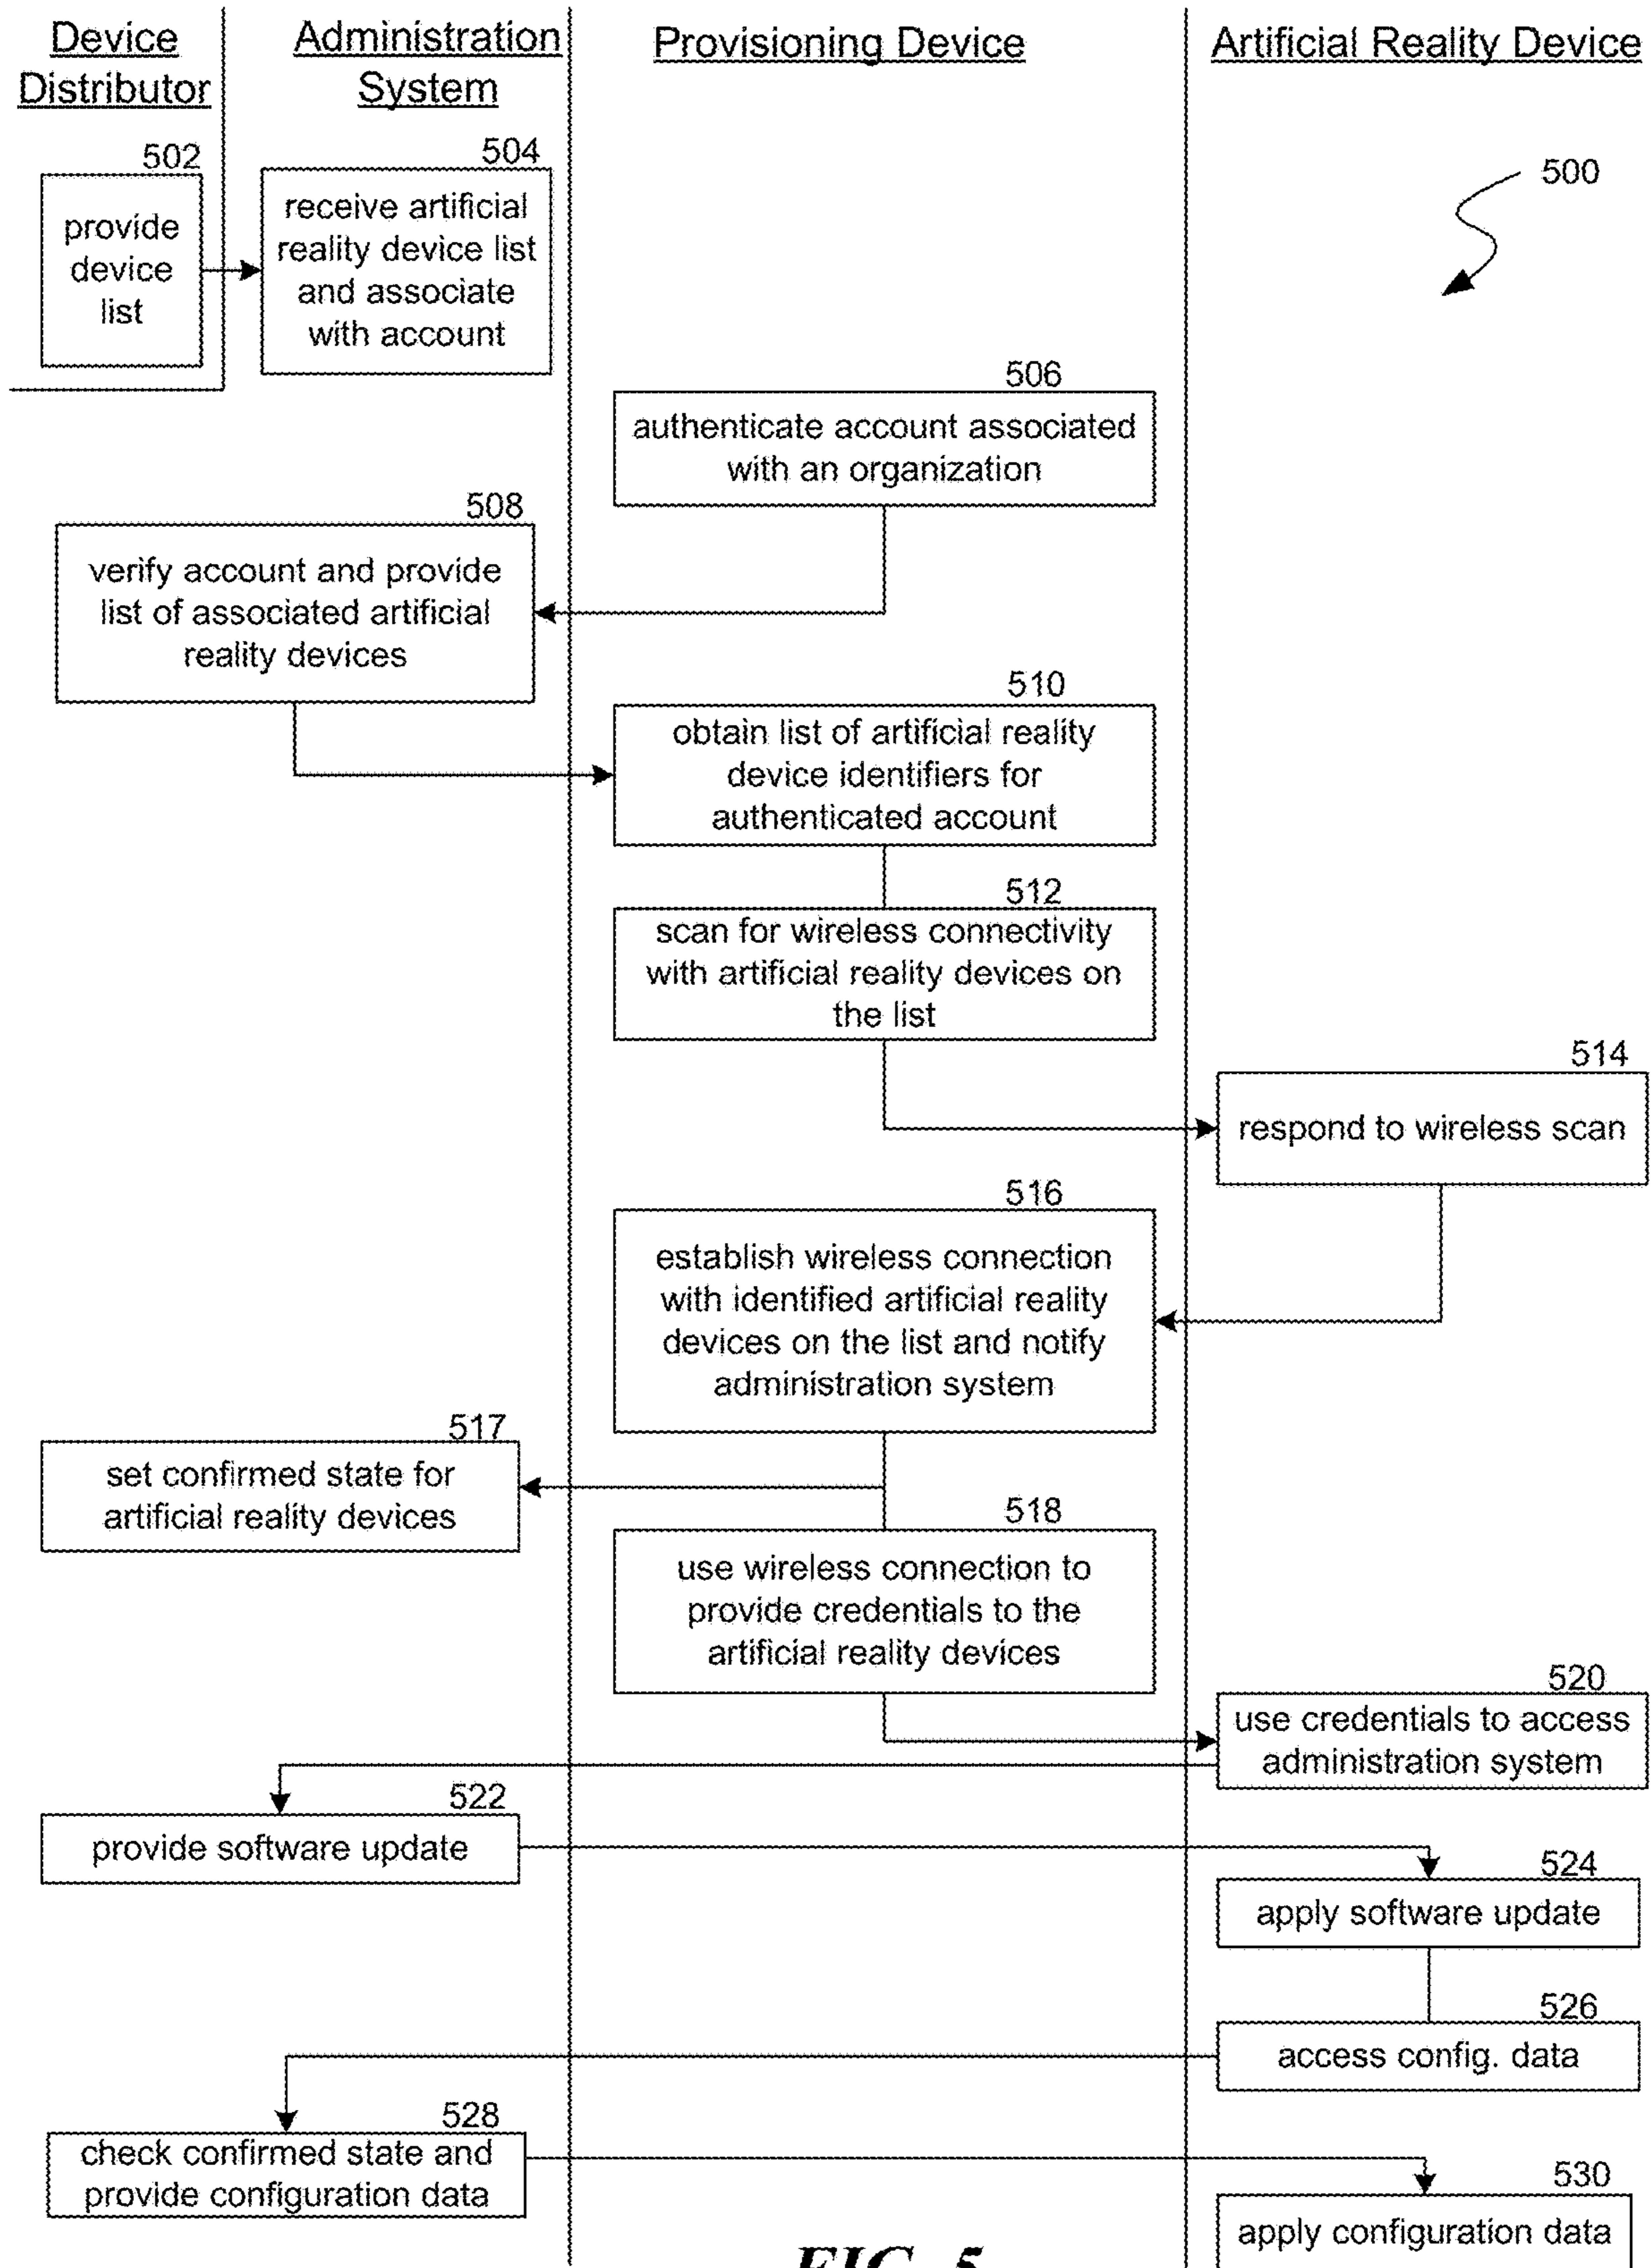 Device
Distributor
Administration
System
Provisioning Device
Artificial Reality Device
500
502
provide
device
list
504
receive artificial
reality device list
and associate
with account
506
authenticate account associated
with an organization
508
verify account and provide
list of associated artificial
reality devices
510
obtain list of artificial reality
device identifiers for
authenticated account
512
scan for wireless connectivity
with artificial reality devices on
the list
514
respond to wireless scan
516
establish wireless connection
with identified artificial reality
devices on the list and notify
administration system
517
set confirmed state for
artificial reality devices
518
use wireless connection to
provide credentials to the
artificial reality devices
520
use credentials to access
administration system
522
provide software update
524
apply software update
526
access config. data
528
check confirmed state and
provide configuration data
530
apply configuration data
FIG. 5